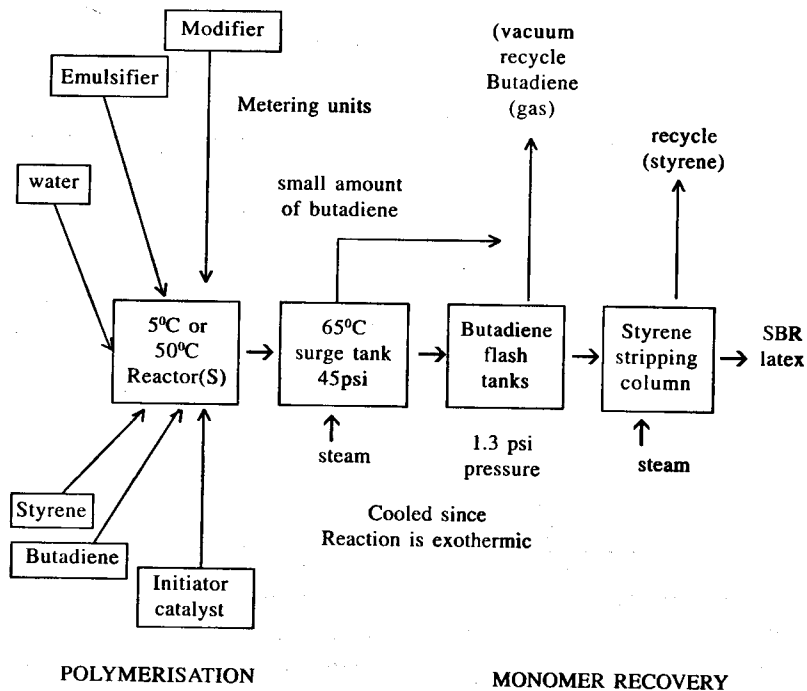 Modifier
Emulsifier
water
Metering units
small amount
of butadiene
(vacuum
recycle
Butadiene
(gas)
recycle
(styrene)
5⁰C or
50⁰C
Reactor(S)
65⁰C
surge tank
45psi
Butadiene
flash
tanks
Styrene
stripping
column
SBR
latex
steam
1.3 psi
pressure
steam
Cooled since
Reaction is exothermic
Styrene
Butadiene
Initiator
catalyst
POLYMERISATION
MONOMER RECOVERY